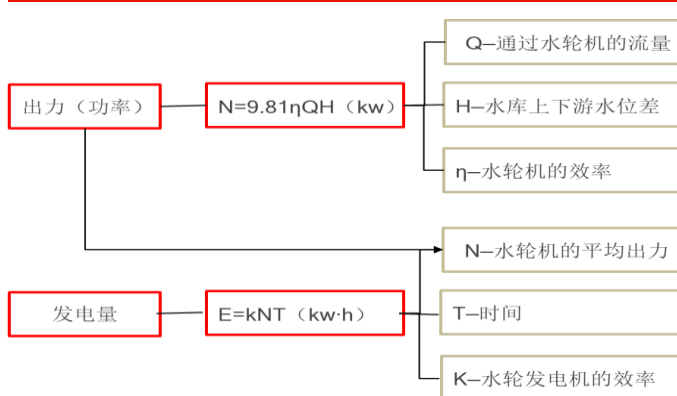 Q–通过水轮机的流量
出力（功率）
N=9.81ηQH（kw）
H–水库上下游水位差
η–水轮机的效率
N–水轮机的平均出力
发电量
E=kNT（kw·h）
T–时间
K–水轮发电机的效率